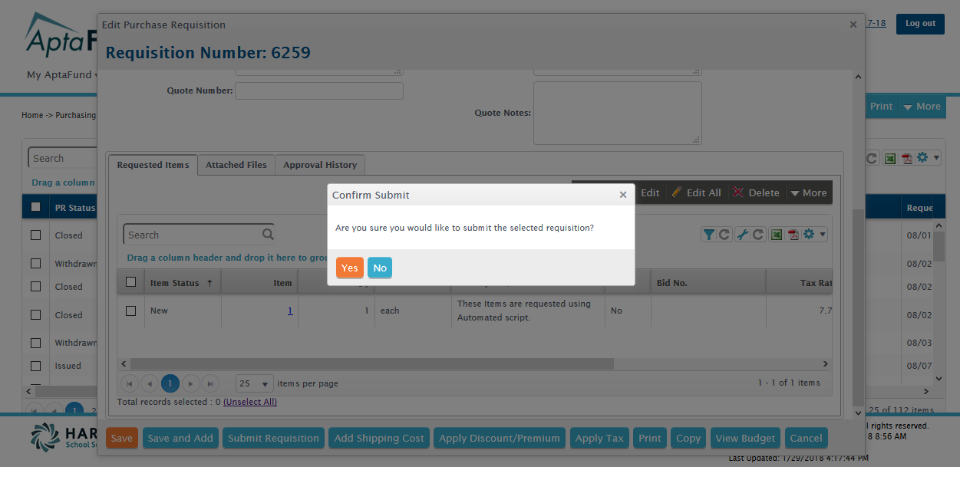 Edit Purchase Requisition
×
7-18
Log out
AptaF
Requisition Number: 6259
My AptaFund
Quote Number:
Print
More
Home -> Purchasing
Quote Notes:
Requested Items
Attached Files
Approval History
Search
Drag a column
Confirm Submit
×
Edit
Edit All
Delete
More
PR Status
Reque
Are you sure you would like to submit the selected requisition?
Search
Closed
08/01
Drag a column header and drop it here to grou
Yes
No
Withdrawn
08/02
Item Status ↑
Item
Bid No.
Tax Rat
Closed
08/02
New
1
1
each
These Items are requested using
Automated script.
No
7.7
Closed
08/02
Withdrawn
08/03
Issued
08/07
1
25
items per page
1 - 1 of 1 items
Total records selected : 0 (Unselect All)
1
2
25 of 112 items
HAR
School S
Save
Save and Add
Submit Requisition
Add Shipping Cost
Apply Discount/Premium
Apply Tax
Print
Copy
View Budget
Cancel
l rights reserved.
8 8:56 AM
Last Updated: 1/29/2018 4:17:44 PM